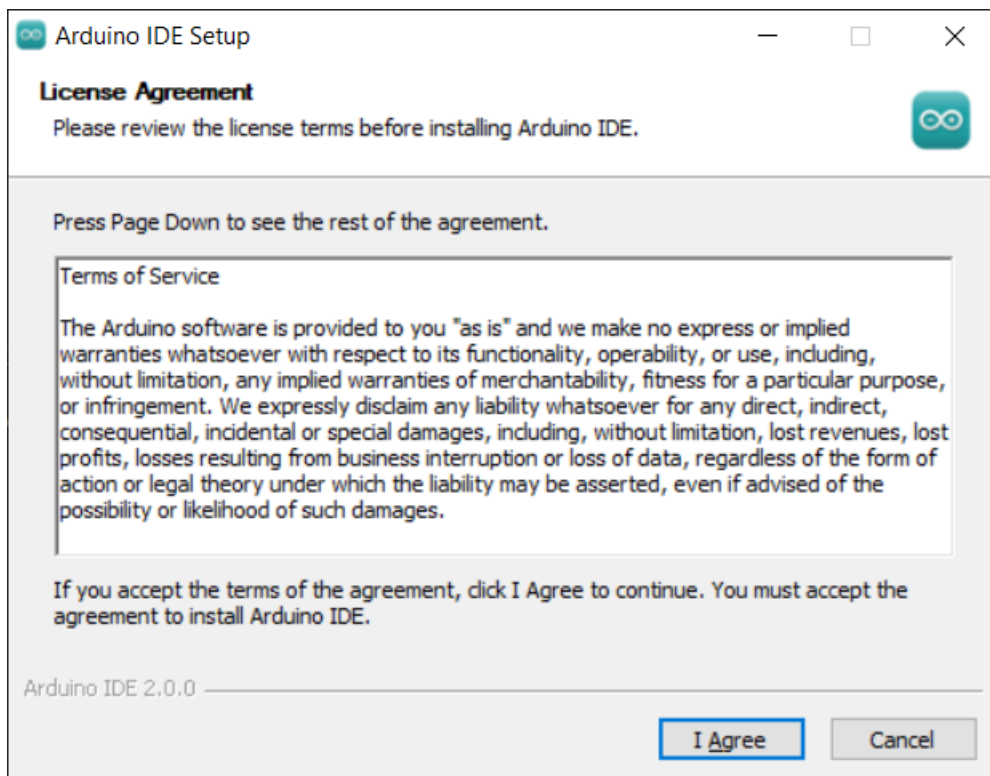 Arduino IDE Setup
License Agreement
Please review the license terms before installing Arduino IDE.
Press Page Down to see the rest of the agreement.
Terms of Service
The Arduino software is provided to you "as is" and we make no express or implied
warranties whatsoever with respect to its functionality, operability, or use, including,
without limitation, any implied warranties of merchantability, fitness for a particular purpose,
or infringement. We expressly disclaim any liability whatsoever for any direct, indirect,
consequential, incidental or special damages, including, without limitation, lost revenues, lost
profits, losses resulting from business interruption or loss of data, regardless of the form of
action or legal theory under which the liability may be asserted, even if advised of the
possibility or likelihood of such damages.
If you accept the terms of the agreement, click I Agree to continue. You must accept the
agreement to install Arduino IDE.
Arduino IDE 2.0.0
I Agree
Cancel